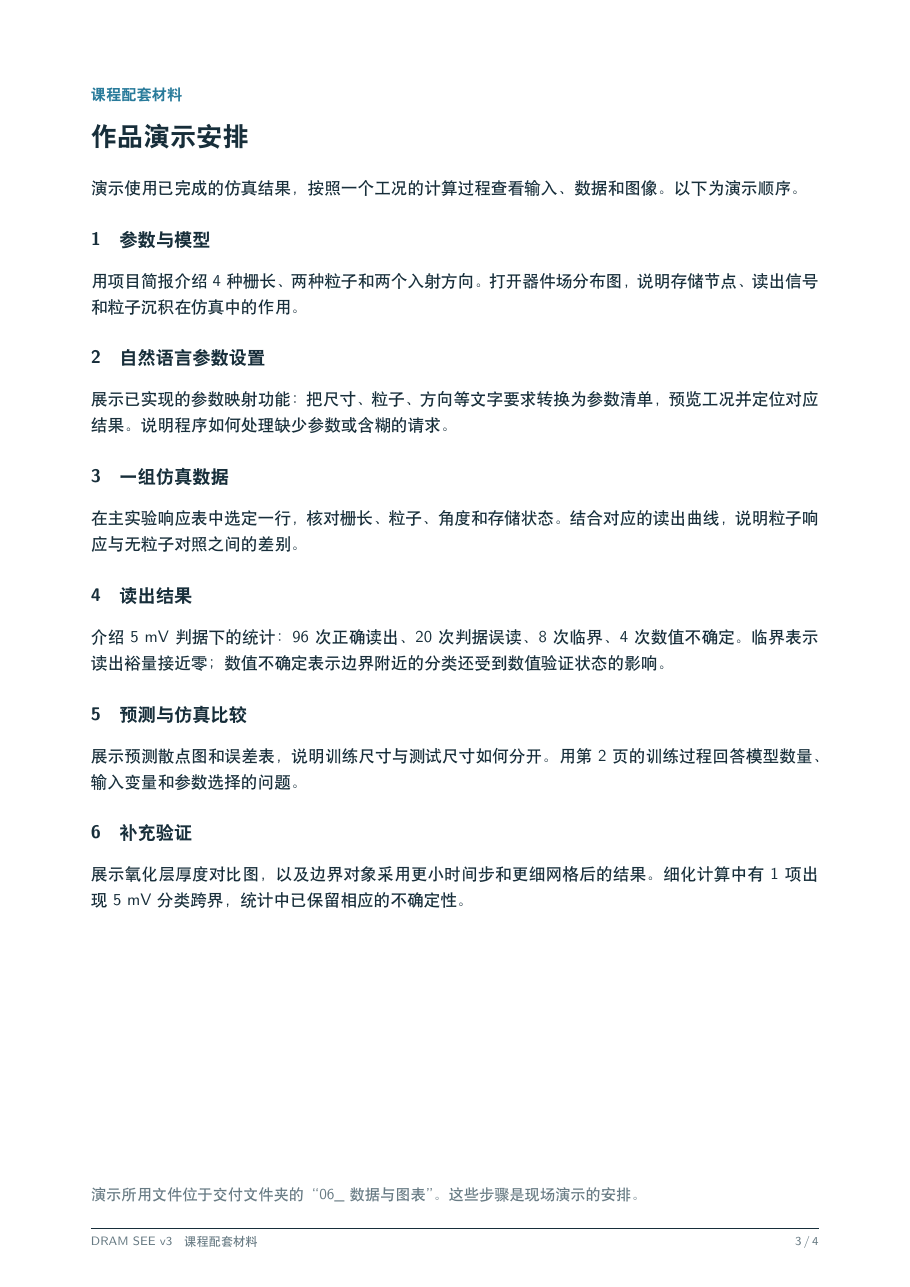 课程配套材料
作品演示安排
演示使用已完成的仿真结果，按照一个工况的计算过程查看输入、数据和图像。以下为演示顺序。
1 参数与模型
用项目简报介绍 4 种栅长、两种粒子和两个入射方向。打开器件场分布图，说明存储节点、读出信号
和粒子沉积在仿真中的作用。
2 自然语言参数设置
展示已实现的参数映射功能：把尺寸、粒子、方向等文字要求转换为参数清单，预览工况并定位对应
结果。说明程序如何处理缺少参数或含糊的请求。
3 一组仿真数据
在主实验响应表中选定一行，核对栅长、粒子、角度和存储状态。结合对应的读出曲线，说明粒子响
应与无粒子对照之间的差别。
4 读出结果
介绍 5 mV 判据下的统计：96 次正确读出、20 次判据误读、8 次临界、4 次数值不确定。临界表示
读出裕量接近零；数值不确定表示边界附近的分类还受到数值验证状态的影响。
5 预测与仿真比较
展示预测散点图和误差表，说明训练尺寸与测试尺寸如何分开。用第 2 页的训练过程回答模型数量、
输入变量和参数选择的问题。
6 补充验证
展示氧化层厚度对比图，以及边界对象采用更小时间步和更细网格后的结果。细化计算中有 1 项出
现 5 mV 分类跨界，统计中已保留相应的不确定性。
演示所用文件位于交付文件夹的“06_ 数据与图表”。这些步骤是现场演示的安排。
DRAM SEE v3 课程配套材料 3 / 4